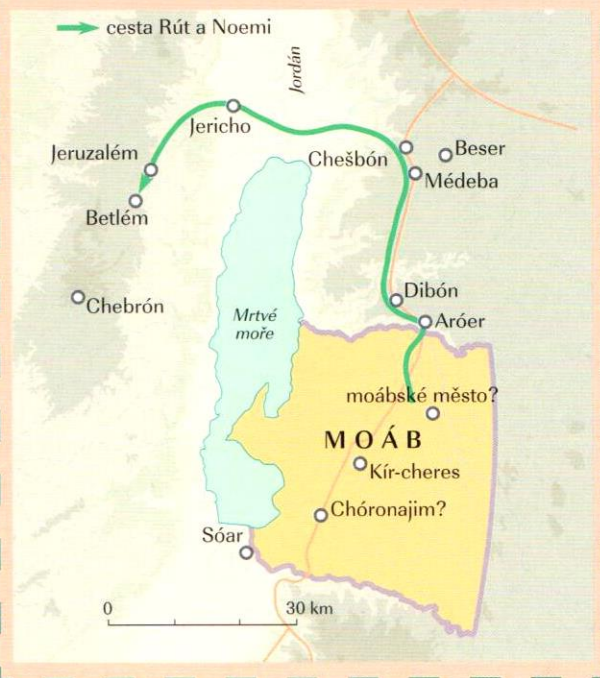 cesta Rút a Noemi
Jordán
Jericho
Jeruzalém
Chešbón
Beser
Médeba
Betlém
Chebrón
Dibón
Mrtvé
moře
Aróer
moábské město?
MOÁB
Kír-cheres
Chóronajim?
Sóar
0
30 km